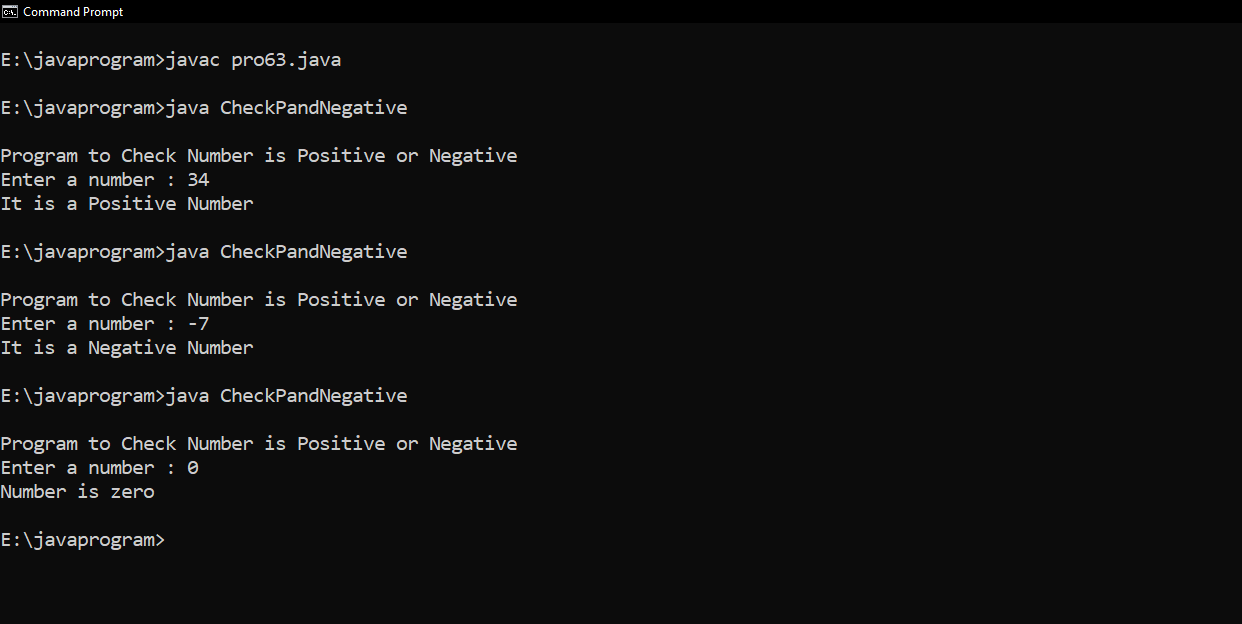 Command Prompt
E:\javaprogram>javac pro63.java
E:\javaprogram>java CheckPandNegative
Program to Check Number is Positive or Negative
Enter a number : 34
It is a Positive Number
E:\javaprogram>java CheckPandNegative
Program to Check Number is Positive or Negative
Enter a number : -7
It is a Negative Number
E:\javaprogram>java CheckPandNegative
Program to Check Number is Positive or Negative
Enter a number : 0
Number is zero
E:\javaprogram>